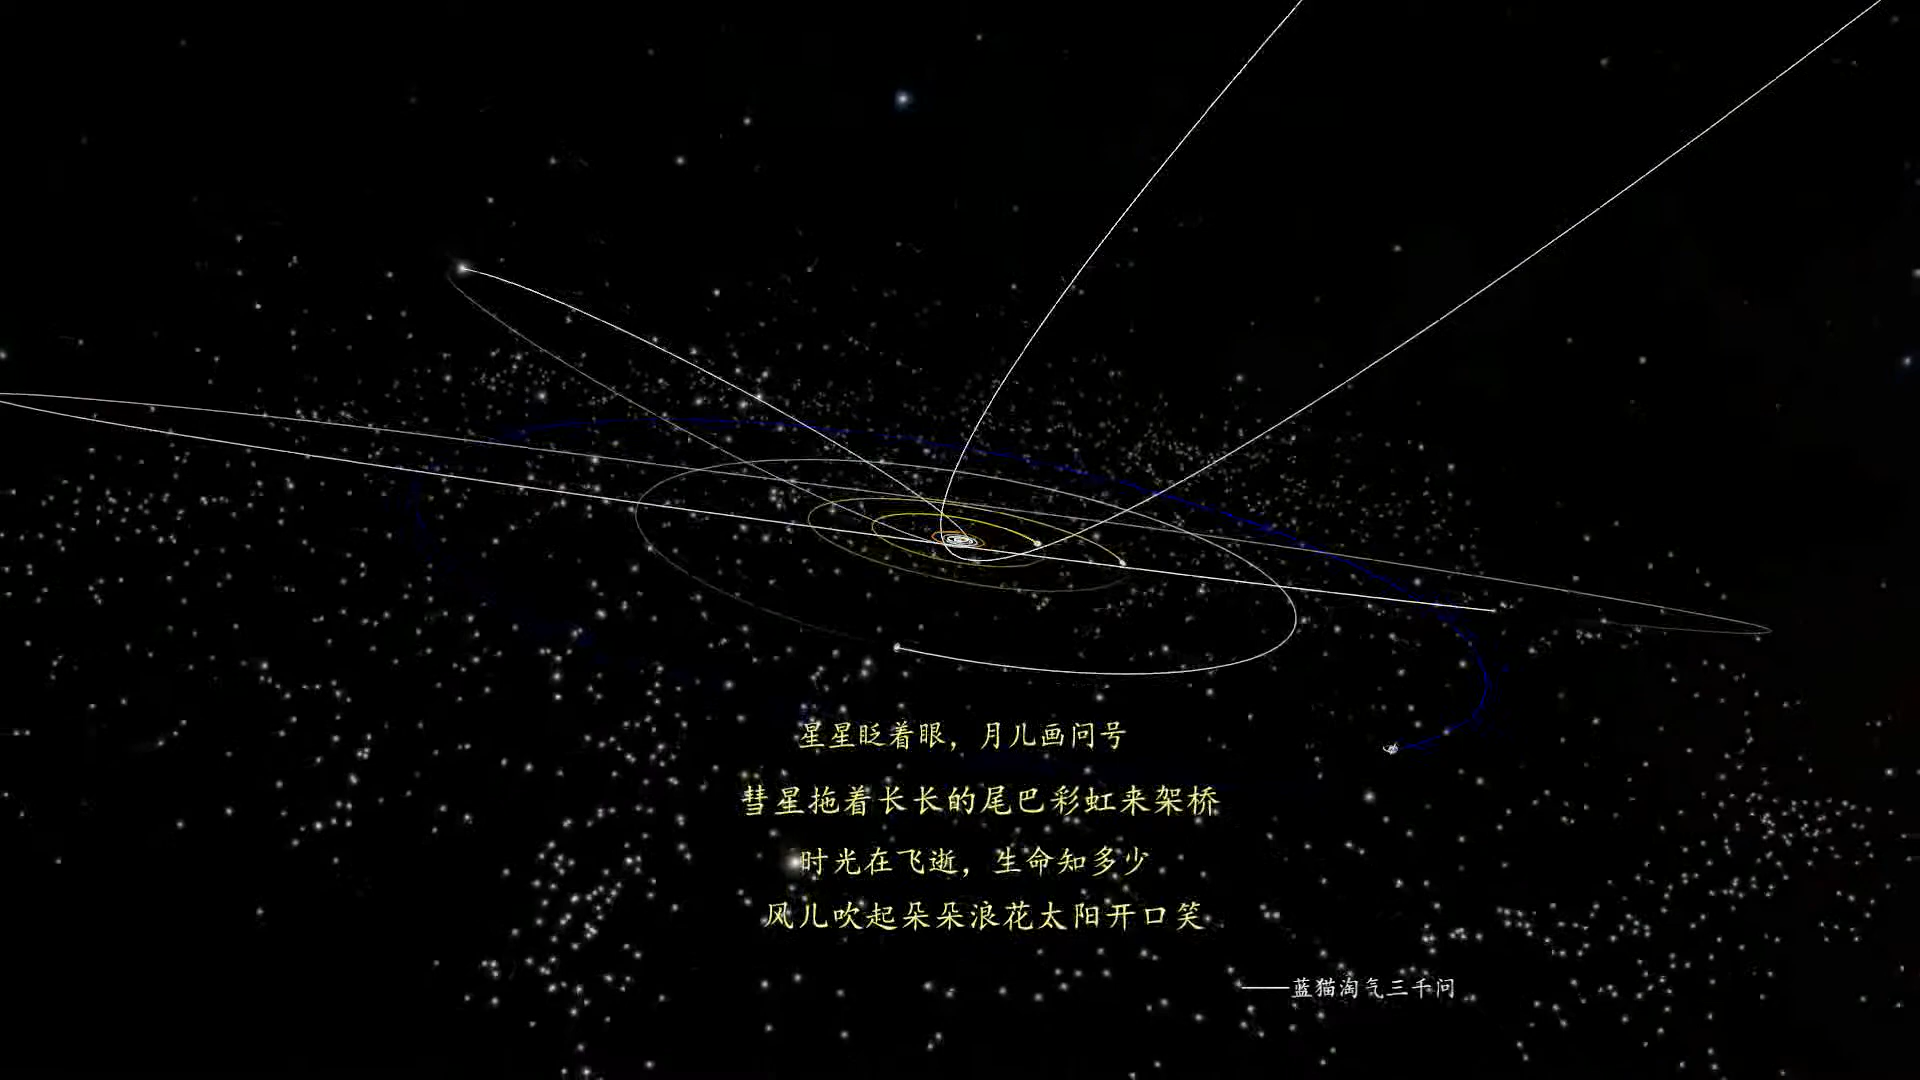 星星眨着眼，月儿画问号
彗星拖着长长的尾巴彩虹来架桥
时光在飞逝，生命知多少
风儿吹起朵朵浪花太阳开口笑
——蓝猫淘气三千问